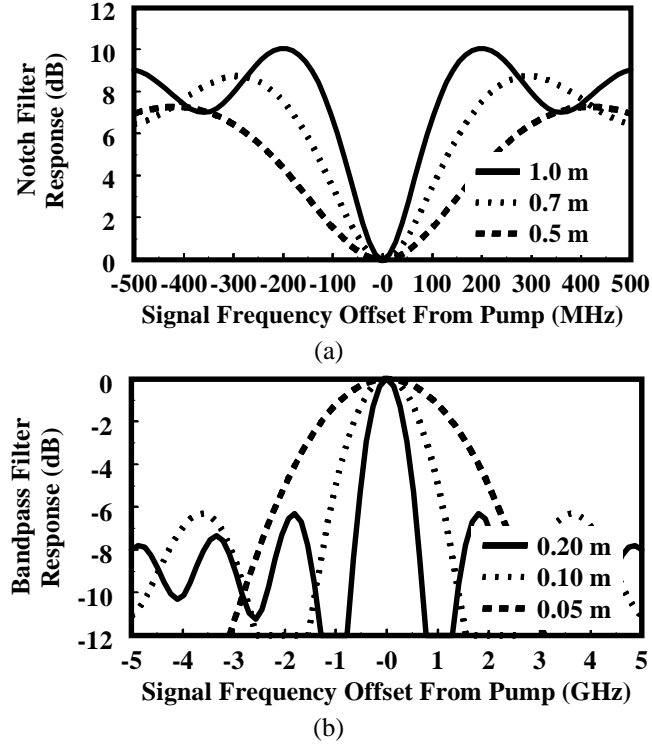 12
10
8
6
4
2
0
Notch Filter
Response (dB)
1.0 m
0.7 m
0.5 m
-500 -400 -300 -200 -100 -0 100 200 300 400 500
Signal Frequency Offset From Pump (MHz)
(a)
0
-2
-4
-6
-8
-10
-12
Bandpass Filter
Response (dB)
0.20 m
0.10 m
0.05 m
-5 -4 -3 -2 -1 -0 1 2 3 4 5
Signal Frequency Offset From Pump (GHz)
(b)